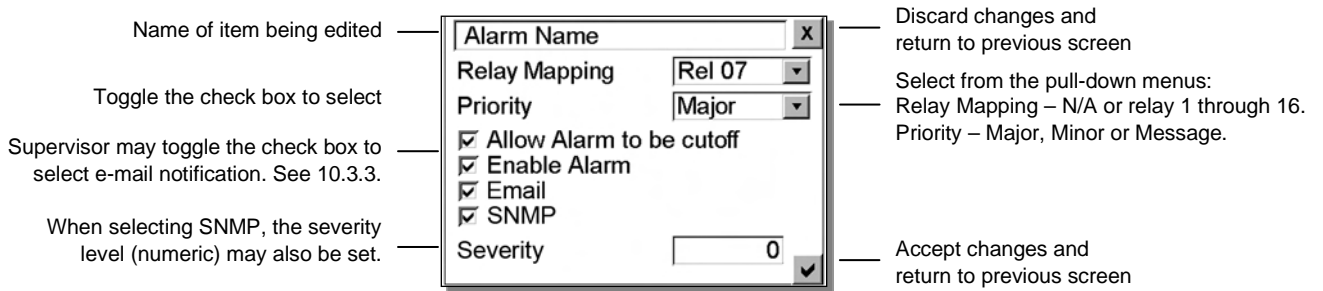 Name of item being edited
Toggle the check box to select
Supervisor may toggle the check box to
select e-mail notification. See 10.3.3.
When selecting SNMP, the severity
level (numeric) may also be set.
Alarm Name X
Relay Mapping Rel 07
Priority Major
Allow Alarm to be cutoff
Enable Alarm
Email
SNMP
Severity 0
Discard changes and
return to previous screen
Select from the pull-down menus:
Relay Mapping – N/A or relay 1 through 16.
Priority – Major, Minor or Message.
Accept changes and
return to previous screen